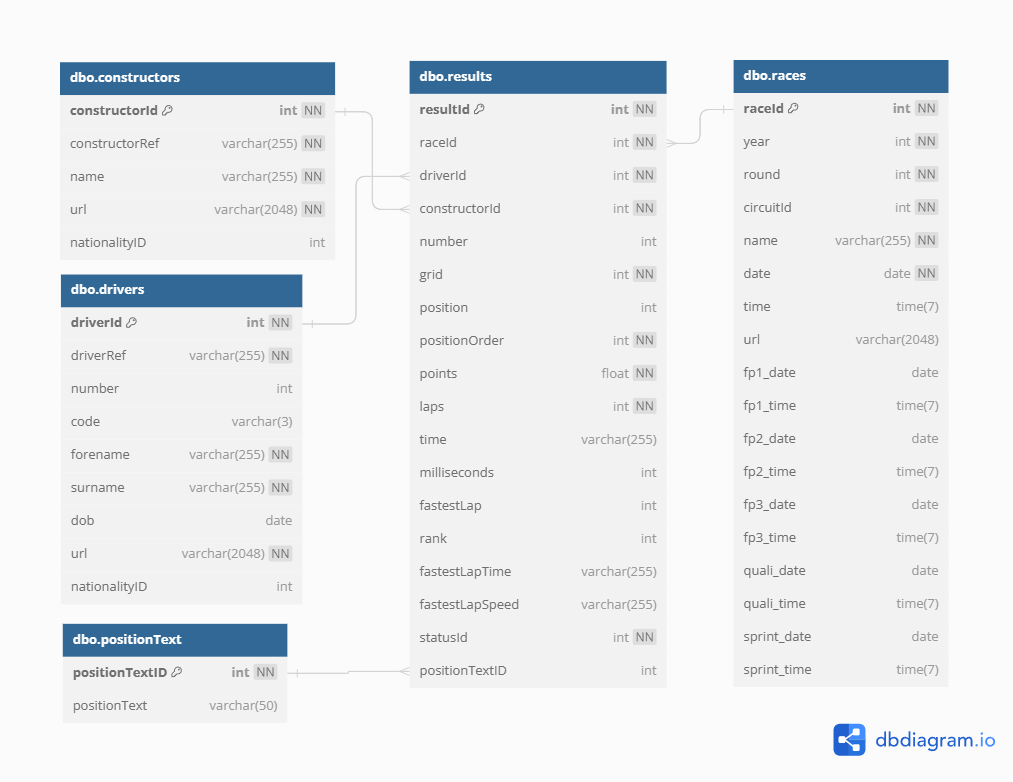 dbo.constructors
constructorId int NN
constructorRef varchar(255) NN
name varchar(255) NN
url varchar(2048) NN
nationalityID int
dbo.drivers
driverId int NN
driverRef varchar(255) NN
number int
code varchar(3)
forename varchar(255) NN
surname varchar(255) NN
dob date
url varchar(2048) NN
nationalityID int
dbo.positionText
positionTextID int NN
positionText varchar(50)
dbo.results
resultId int NN
raceId int NN
driverId int NN
constructorId int NN
number int
grid int NN
position int
positionOrder int NN
points float NN
laps int NN
time varchar(255)
milliseconds int
fastestLap int
rank int
fastestLapTime varchar(255)
fastestLapSpeed varchar(255)
statusId int NN
positionTextID int
dbo.races
raceId int NN
year int NN
round int NN
circuitId int NN
name varchar(255) NN
date date NN
time time(7)
url varchar(2048)
fp1_date date
fp1_time time(7)
fp2_date date
fp2_time time(7)
fp3_date date
fp3_time time(7)
quali_date date
quali_time time(7)
sprint_date date
sprint_time time(7)
dbdiagram.io